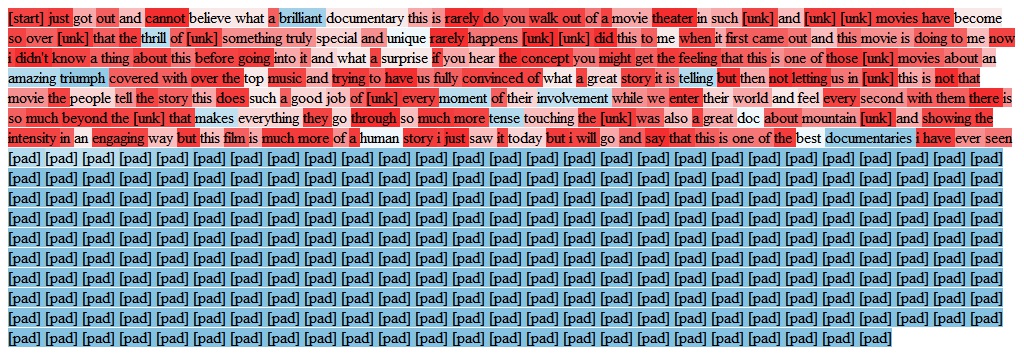 [start] just got out and cannot believe what a brilliant documentary this is rarely do you walk out of a movie theater is such [unk] and [unk] [unk] movies have become
so over [unk] that the thrill of [unk] something truly special and unique rarely happens [unk] [unk] did this to me when it first came out and this movie is doing to me now
i didn't know a thing about this before going into it and what a surprise if you hear the concept you might get the feeling that this is one of those [unk] movies about an
amazing triumph covered with over the top music and trying to have us fully convinced of what a great story it is telling but then not letting us in [unk] this is not that
movie the people tell the story this does such a good job of [unk] every moment of their involvement while we enter their world and feel every second with them there is
so much beyond the [unk] that makes everything they go through so much more tense touching the [unk] was also a great doc about mountain [unk] and showing the
intensity in an engaging way but this film is much more of a human story i just saw it today but i will go and say that this is one of the best documentaries i have ever seen
[pad] [pad] [pad] [pad] [pad] [pad] [pad] [pad] [pad] [pad] [pad] [pad] [pad] [pad] [pad] [pad] [pad] [pad] [pad] [pad] [pad] [pad] [pad] [pad] [pad] [pad] [pad]
[pad] [pad] [pad] [pad] [pad] [pad] [pad] [pad] [pad] [pad] [pad] [pad] [pad] [pad] [pad] [pad] [pad] [pad] [pad] [pad] [pad] [pad] [pad] [pad] [pad] [pad] [pad]
[pad] [pad] [pad] [pad] [pad] [pad] [pad] [pad] [pad] [pad] [pad] [pad] [pad] [pad] [pad] [pad] [pad] [pad] [pad] [pad] [pad] [pad] [pad] [pad] [pad] [pad] [pad]
[pad] [pad] [pad] [pad] [pad] [pad] [pad] [pad] [pad] [pad] [pad] [pad] [pad] [pad] [pad] [pad] [pad] [pad] [pad] [pad] [pad] [pad] [pad] [pad] [pad] [pad] [pad]
[pad] [pad] [pad] [pad] [pad] [pad] [pad] [pad] [pad] [pad] [pad] [pad] [pad] [pad] [pad] [pad] [pad] [pad] [pad] [pad] [pad] [pad] [pad] [pad] [pad] [pad] [pad]
[pad] [pad] [pad] [pad] [pad] [pad] [pad] [pad] [pad] [pad] [pad] [pad] [pad] [pad] [pad] [pad] [pad] [pad] [pad] [pad] [pad] [pad] [pad] [pad] [pad] [pad] [pad]
[pad] [pad] [pad] [pad] [pad] [pad] [pad] [pad] [pad] [pad] [pad] [pad] [pad] [pad] [pad] [pad] [pad] [pad] [pad] [pad] [pad] [pad] [pad] [pad] [pad] [pad] [pad]
[pad] [pad] [pad] [pad] [pad] [pad] [pad] [pad] [pad] [pad] [pad] [pad] [pad] [pad] [pad] [pad] [pad] [pad] [pad] [pad] [pad] [pad] [pad] [pad] [pad] [pad] [pad]
[pad] [pad] [pad] [pad] [pad] [pad] [pad] [pad] [pad] [pad] [pad] [pad] [pad] [pad] [pad] [pad] [pad] [pad] [pad] [pad] [pad] [pad] [pad] [pad] [pad] [pad] [pad]
[pad] [pad] [pad] [pad] [pad] [pad] [pad] [pad] [pad] [pad] [pad] [pad] [pad] [pad] [pad] [pad] [pad] [pad] [pad] [pad] [pad] [pad] [pad] [pad]